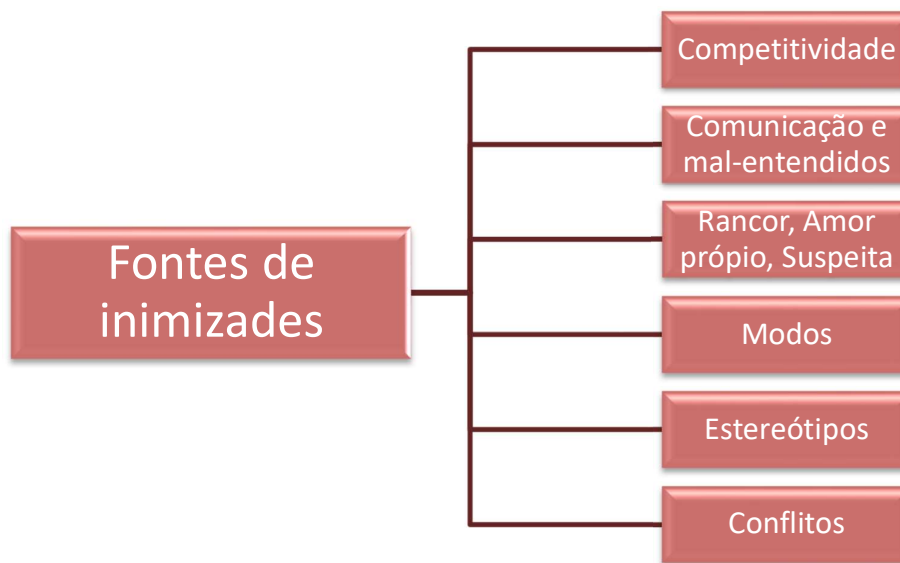 Competitividade
Comunicação e
mal-entendidos
Rancor, Amor
própio, Suspeita
Fontes de
inimizades
Modos
Estereótipos
Conflitos